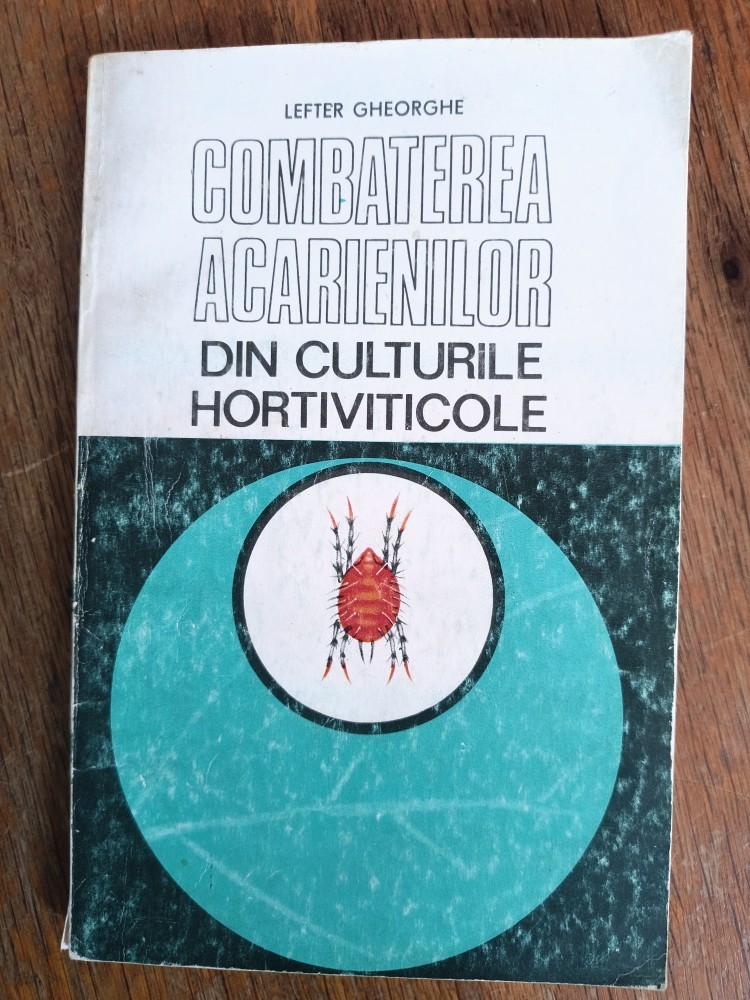 LEFTER GHEORGHE
COMBATEREA
ACARIENILOR
DIN CULTURILE
HORTIVITICOLE